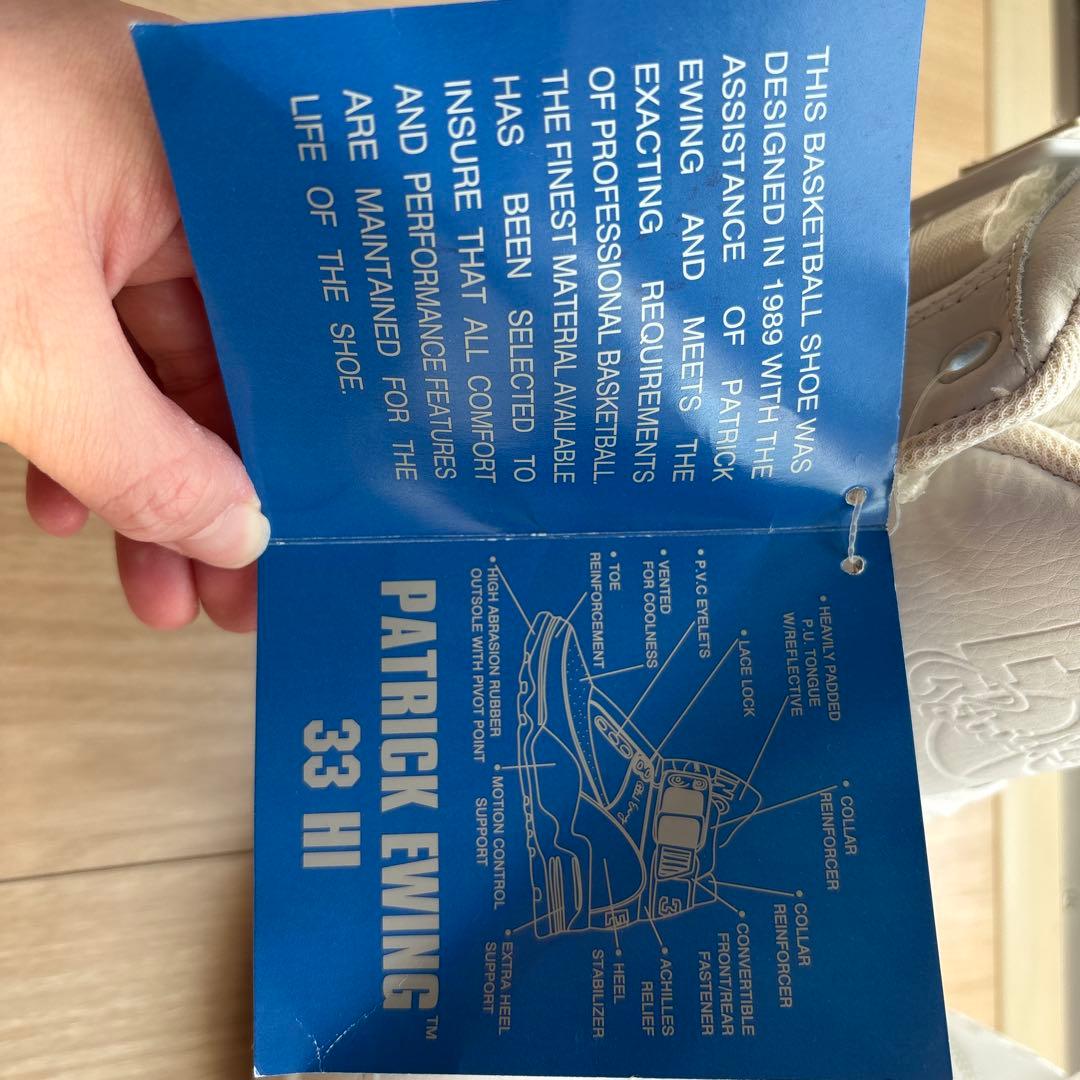 THIS BASKETBALL SHOE WAS
DESIGNED IN 1989 WITH THE
ASSISTANCE OF PATRICK
EWING AND MEETS THE
EXACTING REQUIREMENTS
OF PROFESSIONAL BASKETBALL.
THE FINEST MATERIAL AVAILABLE
HAS BEEN SELECTED TO
INSURE THAT ALL COMFORT
AND PERFORMANCE FEATURES
ARE MAINTAINED FOR THE
LIFE OF THE SHOE.
• HEAVILY PADDED
P.U. TONGUE
W/REFLECTIVE
• COLLAR
REINFORCER
• COLLAR
REINFORCER
• LACE LOCK
• CONVERTIBLE
FRONT/REAR
FASTENER
• P.V.C EYELETS
• VENTED
FOR COOLNESS
• ACHILLES
RELIEF
• TOE
REINFORCEMENT
• HEEL
STABILIZER
• HIGH ABRASION RUBBER
OUTSOLE WITH PIVOT POINT
• MOTION CONTROL
SUPPORT
• EXTRA HEEL
SUPPORT
PATRICK EWING™
33 HI